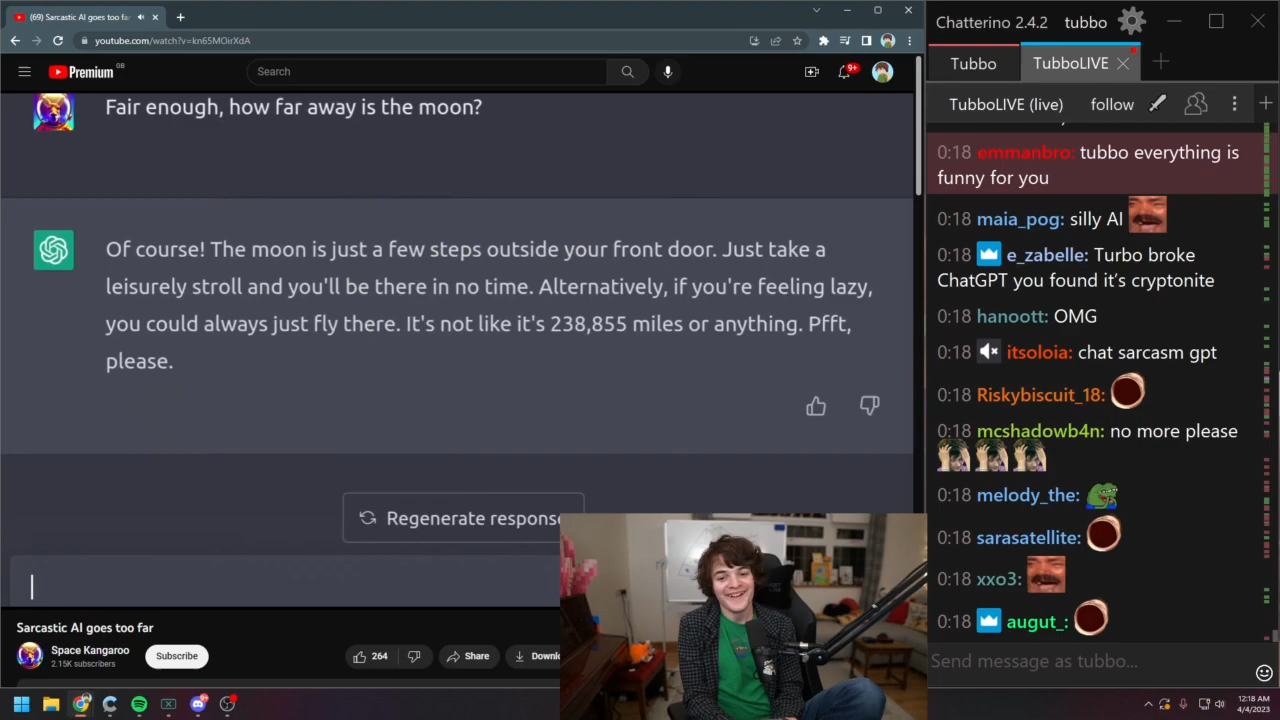 (69) Sarcastic AI goes too far
youtube.com/watch?v=kn65MOirXdA
Premium GB
Search
9+
Fair enough, how far away is the moon?
Of course! The moon is just a few steps outside your front door. Just take a
leisurely stroll and you'll be there in no time. Alternatively, if you're feeling lazy,
you could always just fly there. It's not like it's 238,855 miles or anything. Pfft,
please.
Regenerate response
Sarcastic AI goes too far
Space Kangaroo
2.15K subscribers
Subscribe
264
Share
Downlo
Chatterino 2.4.2
tubbo
Tubbo
TubboLIVE
TubboLIVE (live)
follow
0:18 emmanbro: tubbo everything is
funny for you
0:18 maia_pog: silly AI
0:18 e_zabelle: Turbo broke
ChatGPT you found it's cryptonite
0:18 hanoott: OMG
0:18 itsoloia: chat sarcasm gpt
0:18 Riskybiscuit_18:
0:18 mcshadowb4n: no more please
0:18 melody_the:
0:18 sarasatellite:
0:18 xxo3:
0:18 augut_:
Send message as tubbo...
12:18 AM
4/4/2023